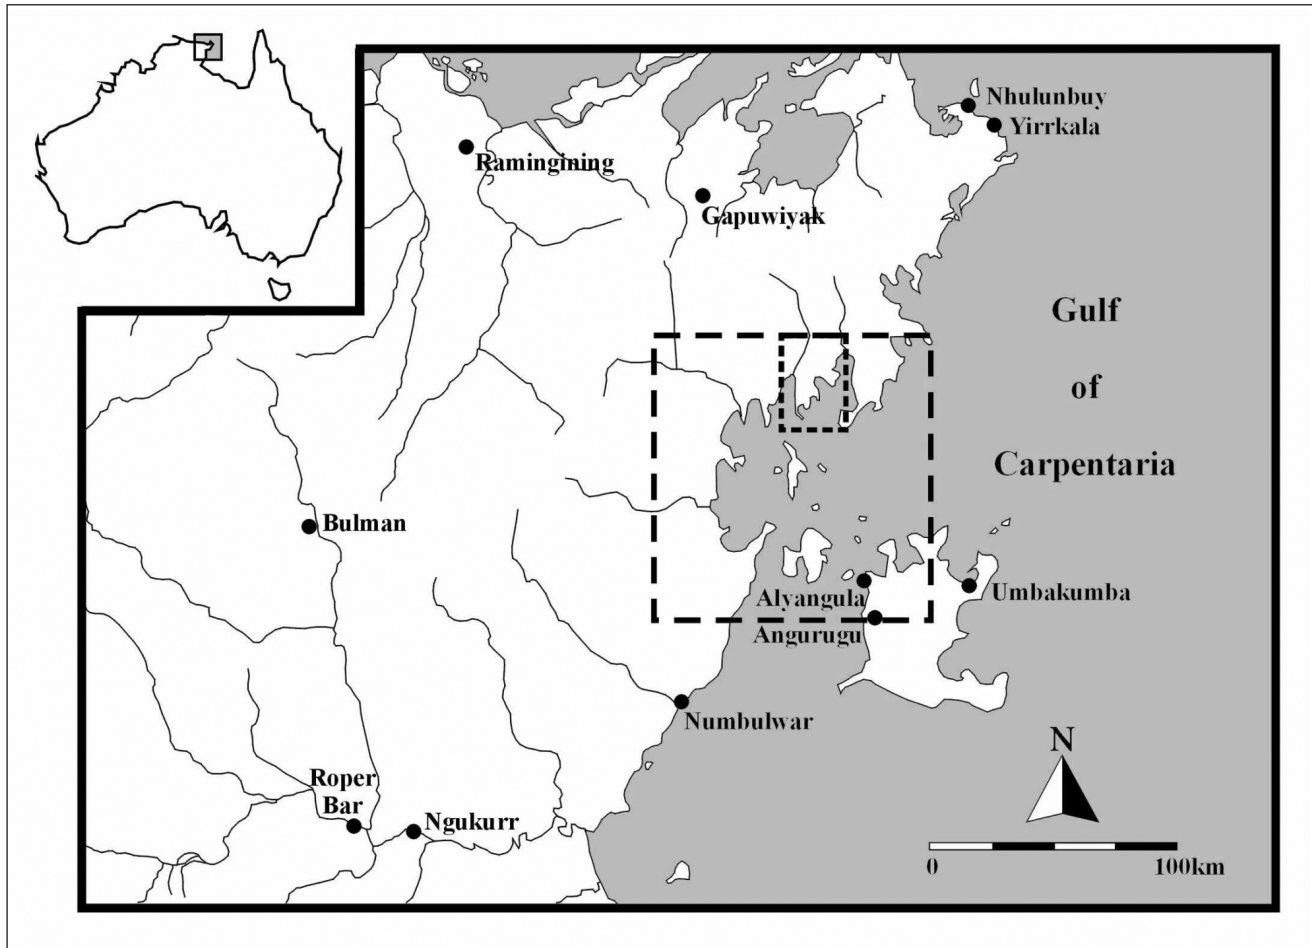 Nhulunbuy
Yirrkala
Ramingining
Gapuwiyak
Gulf
of
Carpentaria
Bulman
Alyangula
Umbakumba
Angurugu
Numbulwar
N
Roper
Bar
Ngukurr
0 100km